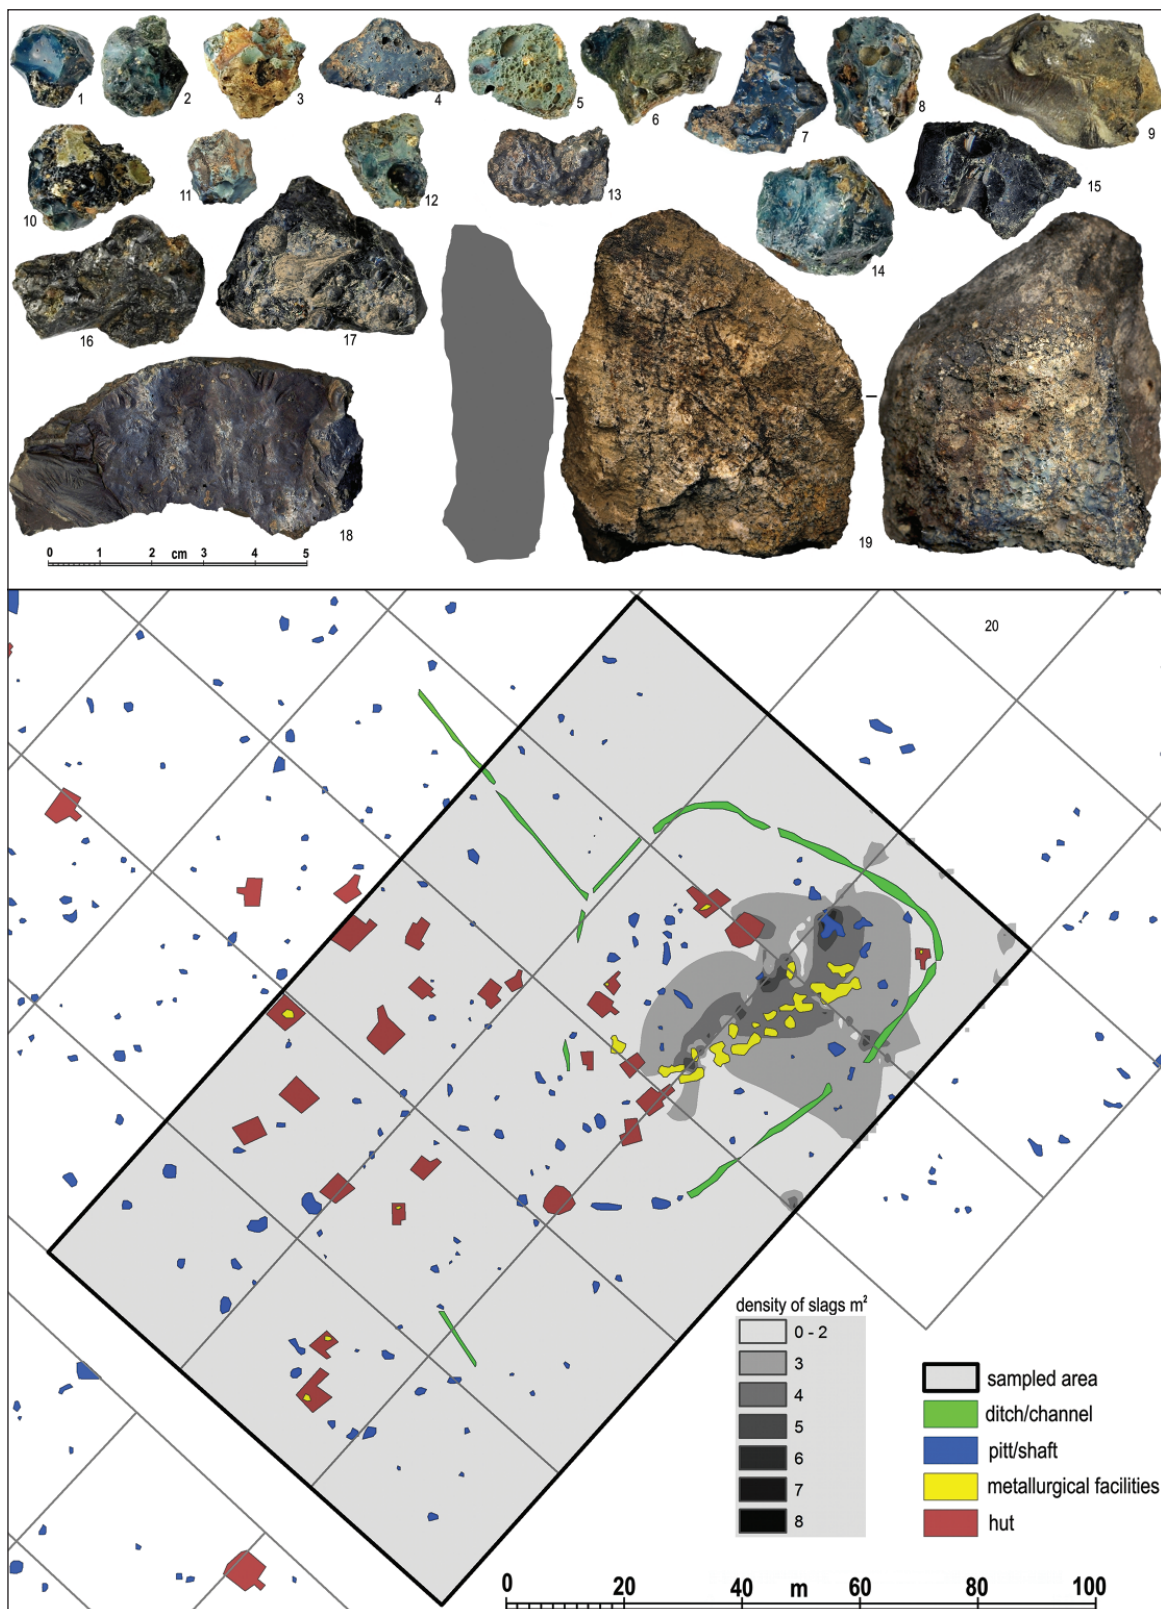 1
2
3
4
5
6
7
8
9
10
11
12
13
14
15
16
17
18
19
0 1 2 cm 3 4 5
20
density of slags m²
0 - 2
3
4
5
6
7
8
sampled area
ditch/channel
pitt/shaft
metallurgical facilities
hut
0 20 40 m 60 80 100